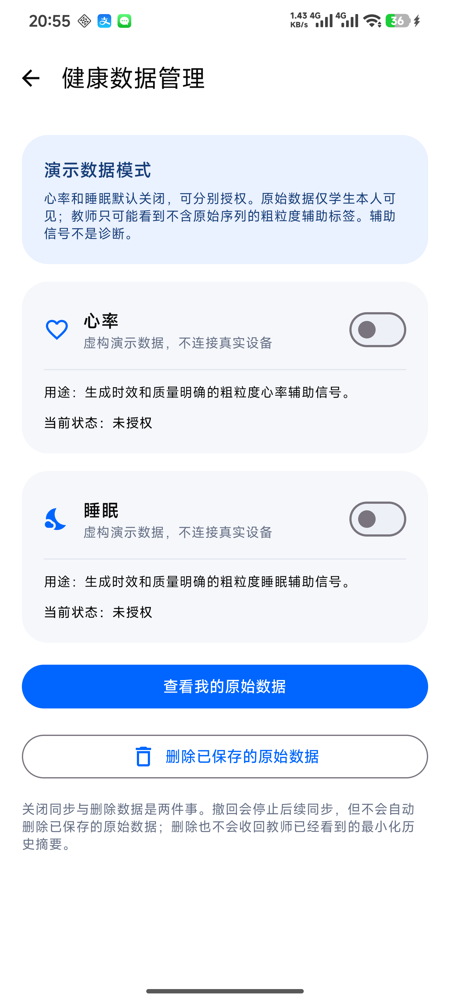 20:55
1.43 KB/s 4G 4G 36
健康数据管理
演示数据模式
心率和睡眠默认关闭，可分别授权。原始数据仅学生本人可
见；教师只可能看到不含原始序列的粗粒度辅助标签。辅助
信号不是诊断。
心率
虚构演示数据，不连接真实设备
用途：生成时效和质量明确的粗粒度心率辅助信号。
当前状态：未授权
睡眠
虚构演示数据，不连接真实设备
用途：生成时效和质量明确的粗粒度睡眠辅助信号。
当前状态：未授权
查看我的原始数据
删除已保存的原始数据
关闭同步与删除数据是两件事。撤回会停止后续同步，但不会自动
删除已保存的原始数据；删除也不会收回教师已经看到的最小化历
史摘要。